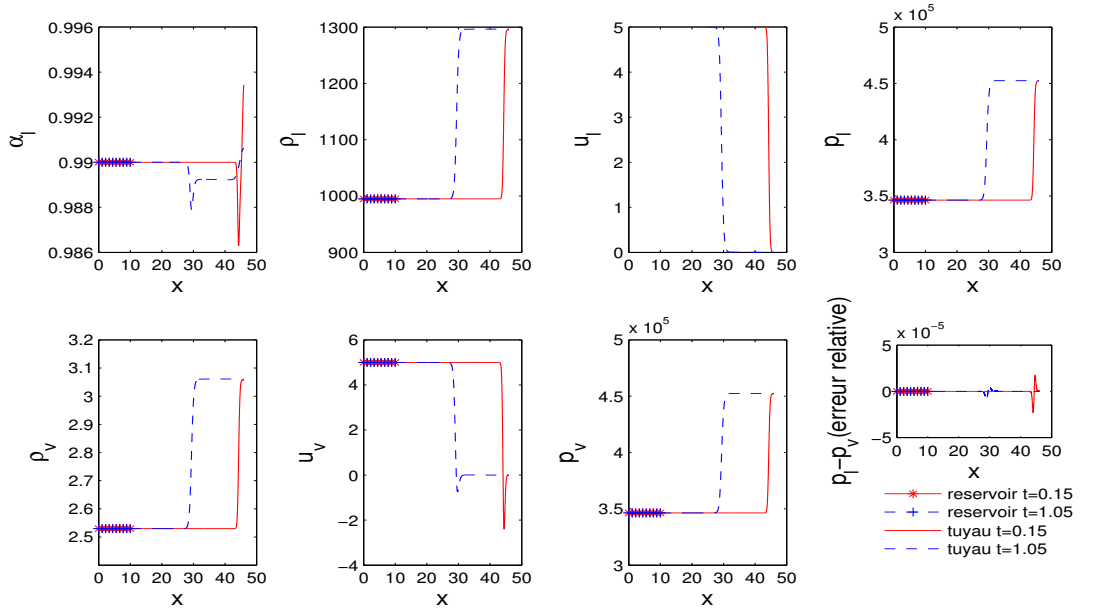 0.996
0.994
0.992
0.99
0.988
0.986
α_l
0 10 20 30 40 50
x
1300
1200
1100
1000
900
ρ_l
0 10 20 30 40 50
x
5
4
3
2
1
0
u_l
0 10 20 30 40 50
x
x 10^5
5
4.5
4
3.5
3
p_l
0 10 20 30 40 50
x
3.2
3.1
3
2.9
2.8
2.7
2.6
2.5
ρ_v
0 10 20 30 40 50
x
6
4
2
0
−2
−4
u_v
0 10 20 30 40 50
x
x 10^5
5
4.5
4
3.5
3
p_v
0 10 20 30 40 50
x
x 10^-5
5
0
−5
p_l−p_v(erreur relative)
0 10 20 30 40 50
x
reservoir t=0.15
reservoir t=1.05
tuyau t=0.15
tuyau t=1.05